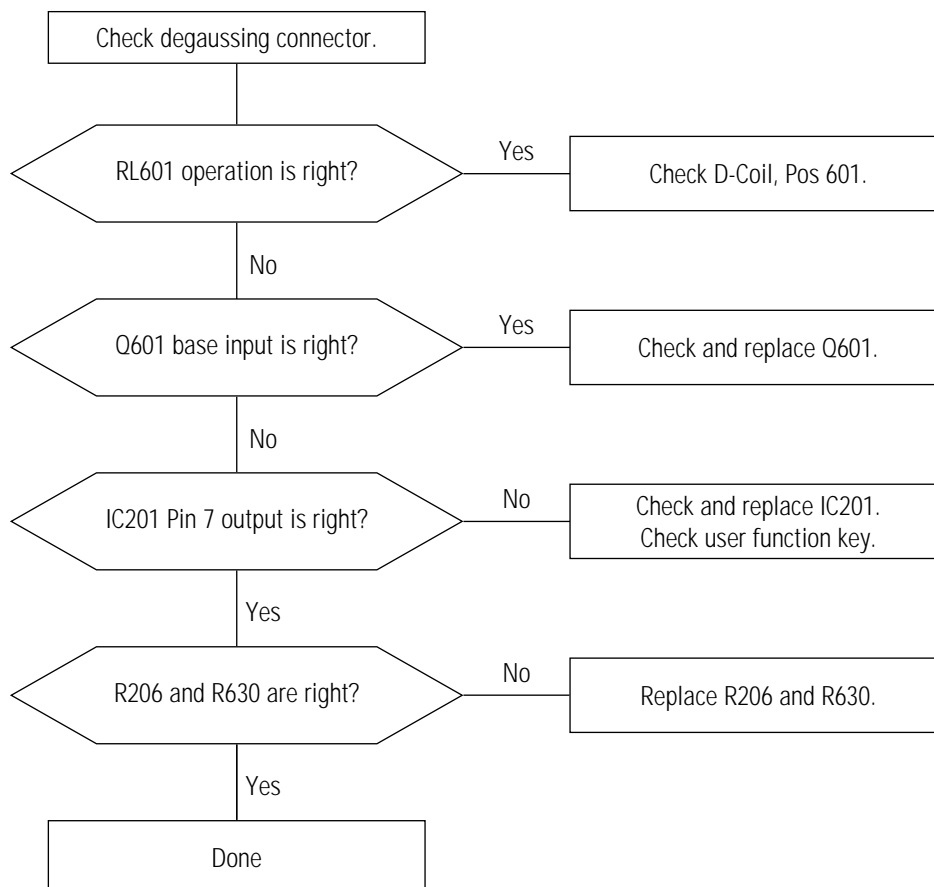 Check degaussing connector.
RL601 operation is right?
Yes
Check D-Coil, Pos 601.
No
Q601 base input is right?
Yes
Check and replace Q601.
No
IC201 Pin 7 output is right?
No
Check and replace IC201.
Check user function key.
Yes
R206 and R630 are right?
No
Replace R206 and R630.
Yes
Done